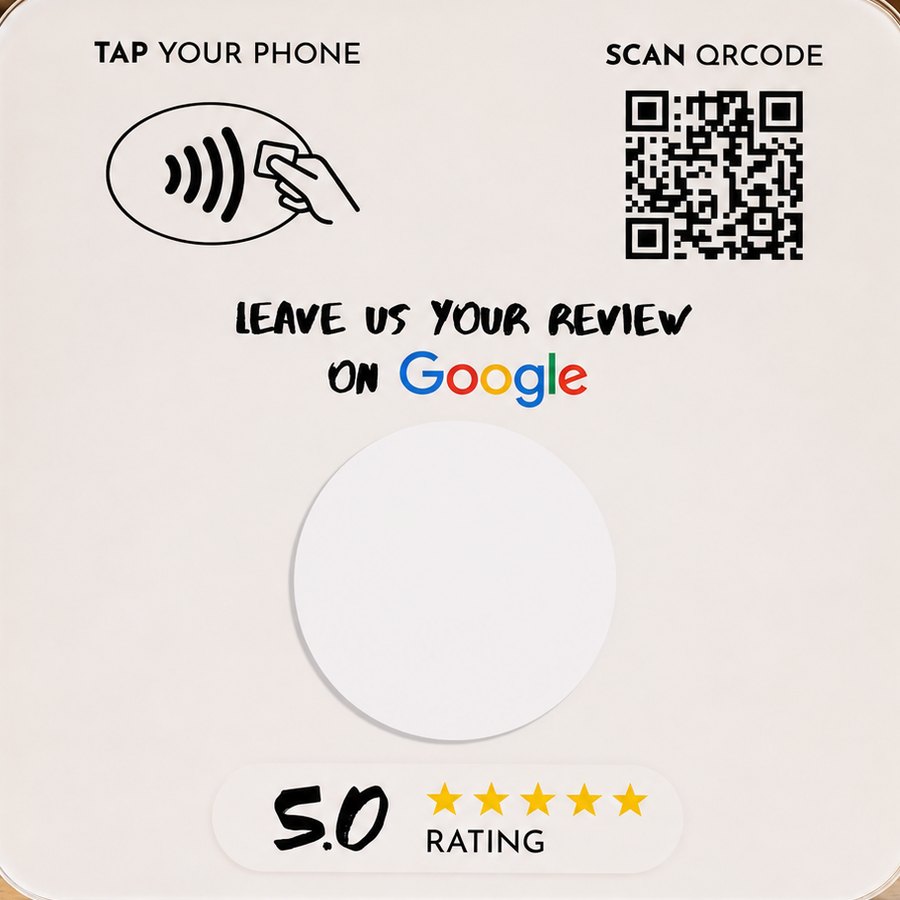 TAP YOUR PHONE
SCAN QRCODE
LEAVE US YOUR REVIEW
ON Google
5.0
RATING